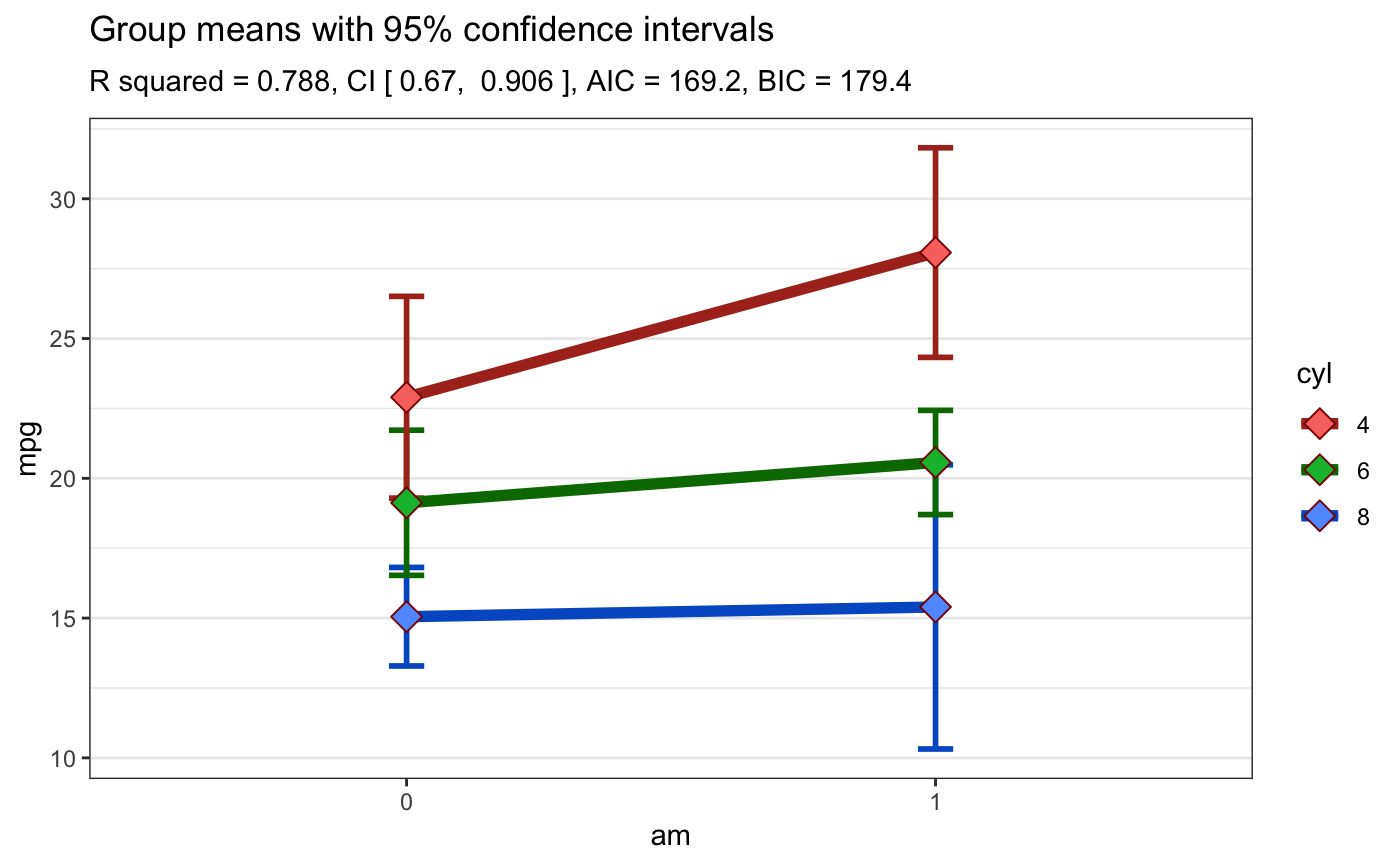 Group means with 95% confidence intervals
R squared = 0.788, CI [ 0.67,  0.906 ], AIC = 169.2, BIC = 179.4
30
25
20
15
10
mpg
0
1
am
cyl
4
6
8